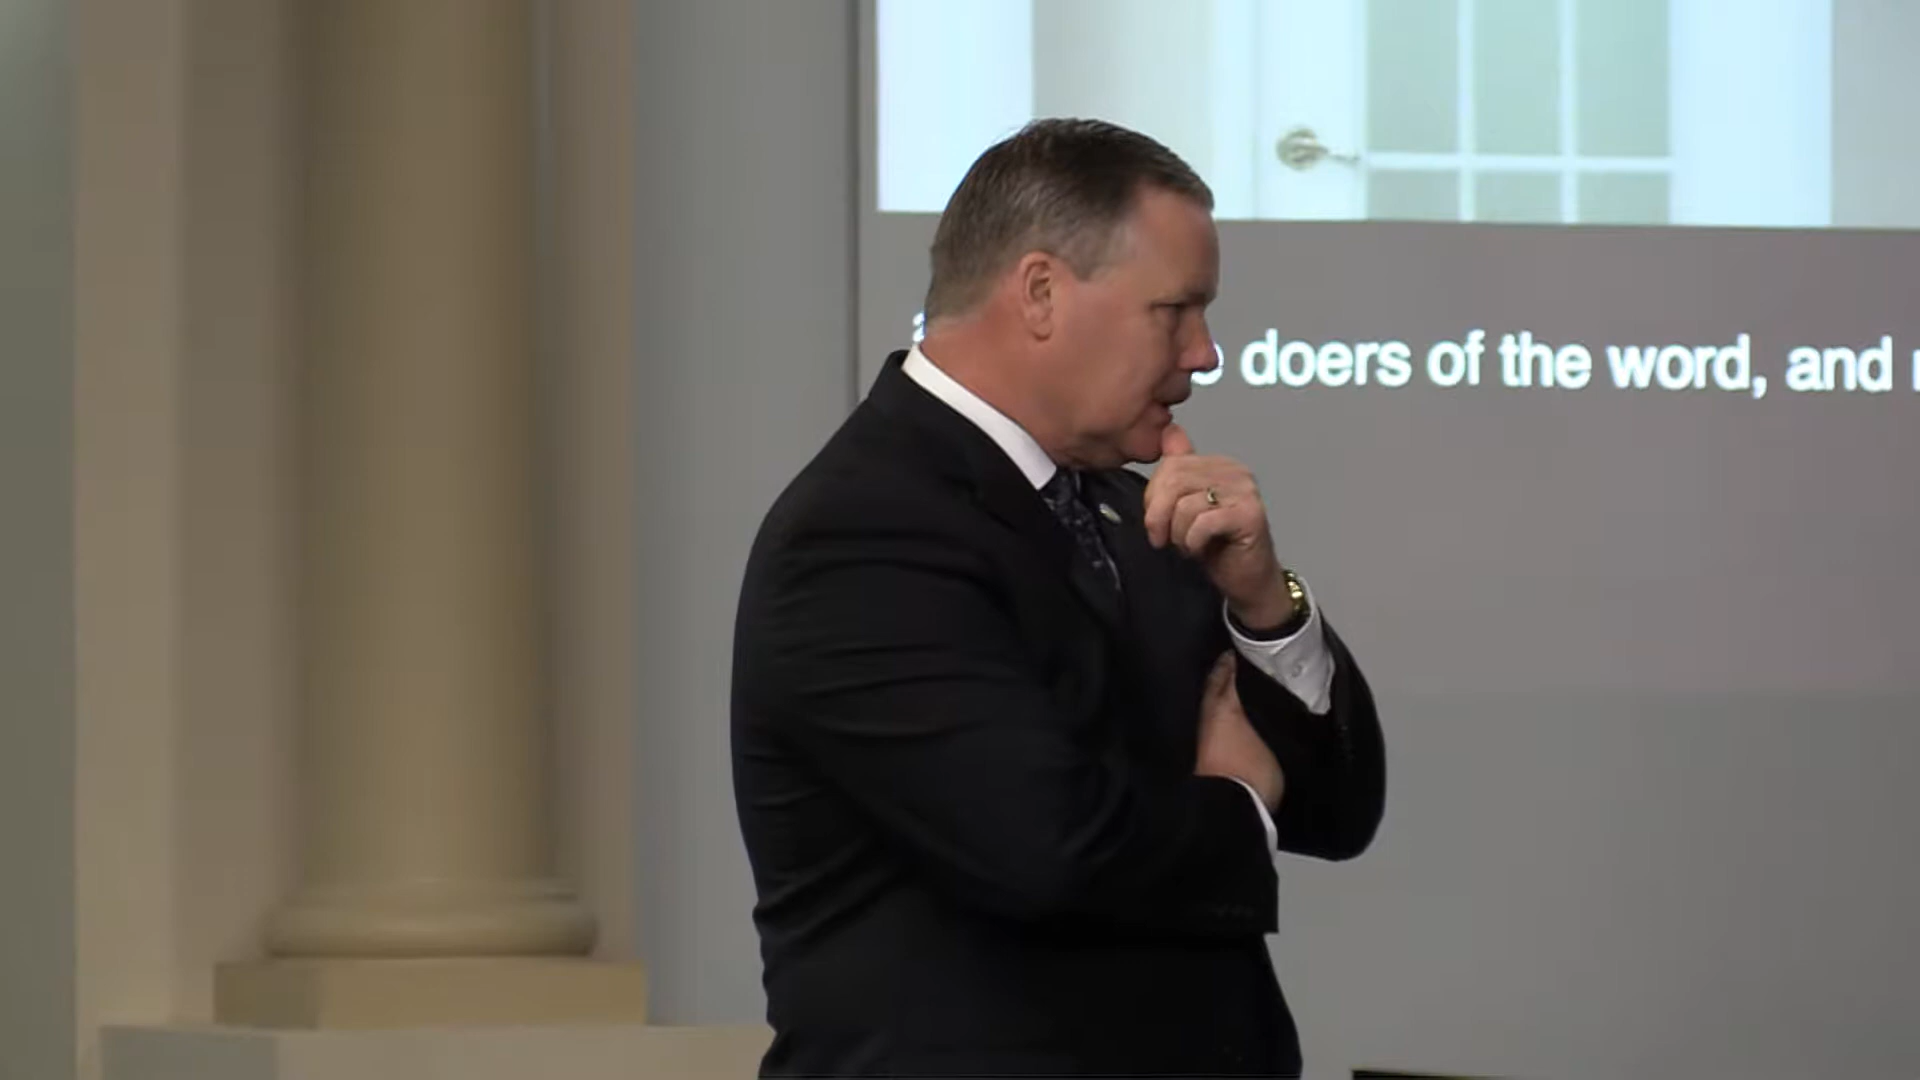 doers of the word, and